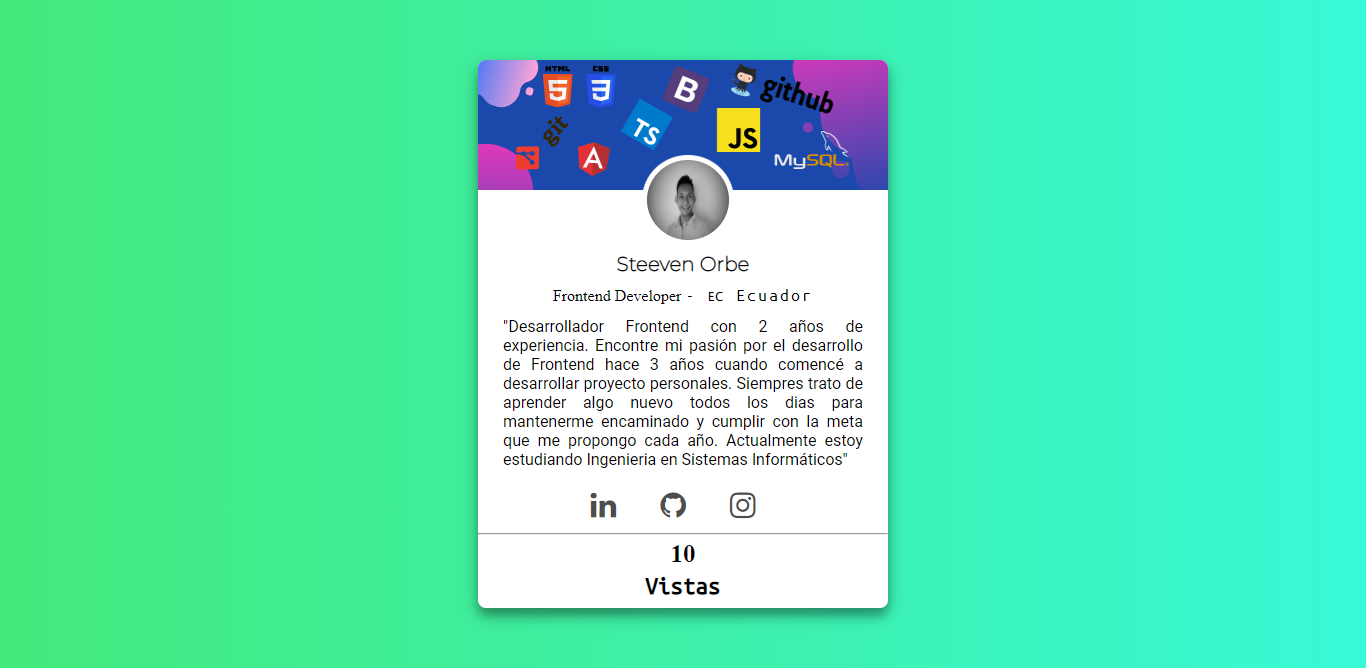 HTML
CSS
5
3
B
github
git
TS
JS
A
MySQL.
Steeven Orbe
Frontend Developer - EC Ecuador
"Desarrollador Frontend con 2 años de
experiencia. Encontre mi pasión por el desarrollo
de Frontend hace 3 años cuando comencé a
desarrollar proyecto personales. Siempres trato de
aprender algo nuevo todos los dias para
mantenerme encaminado y cumplir con la meta
que me propongo cada año. Actualmente estoy
estudiando Ingenieria en Sistemas Informáticos"
in
10
Vistas